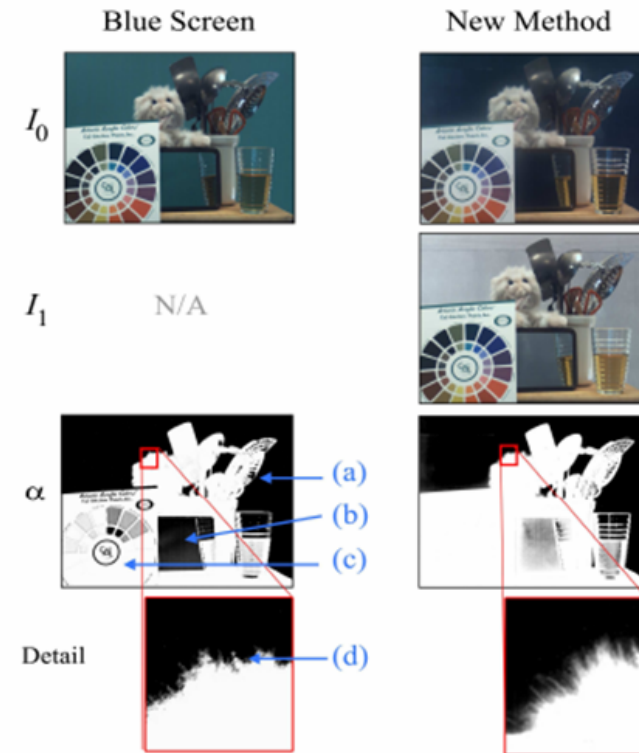 Blue Screen
New Method
I0
I1
N/A
α
(a)
(b)
(c)
Detail
(d)